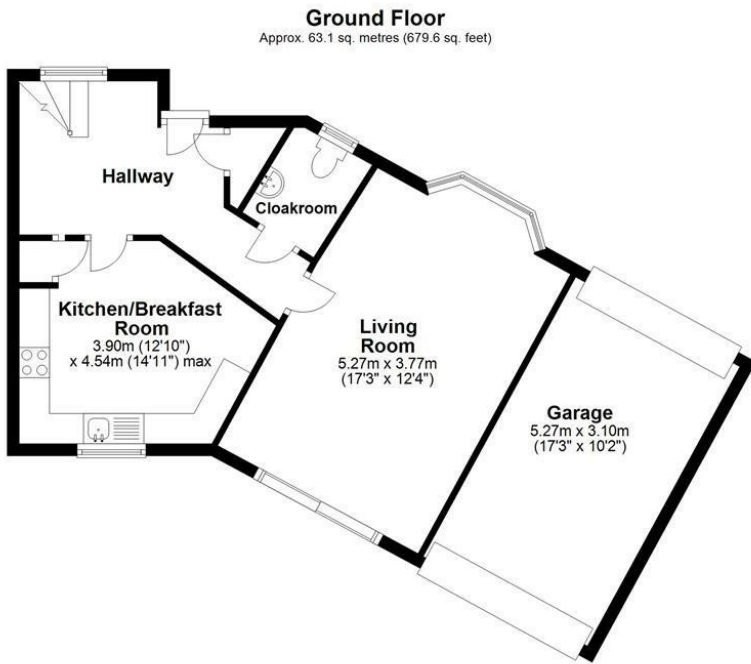 Ground Floor
Approx. 63.1 sq. metres (679.6 sq. feet)
Hallway
Cloakroom
Kitchen/Breakfast
Room
3.90m (12'10")
x 4.54m (14'11") max
Living
Room
5.27m x 3.77m
(17'3" x 12'4")
Garage
5.27m x 3.10m
(17'3" x 10'2")